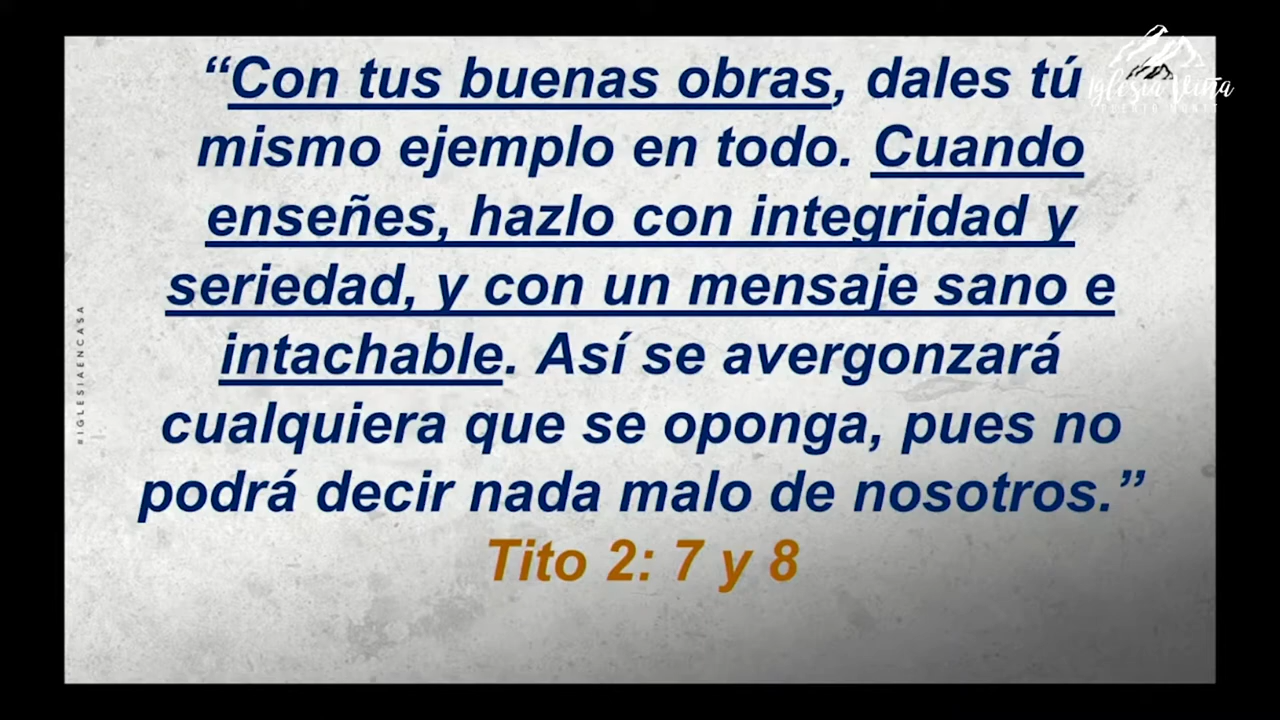 “Con tus buenas obras, dales tú
mismo ejemplo en todo. Cuando
enseñes, hazlo con integridad y
seriedad, y con un mensaje sano e
intachable. Así se avergonzará
cualquiera que se oponga, pues no
podrá decir nada malo de nosotros.”
Tito 2: 7 y 8
#IGLESIAENCASA
Iglesia Viña